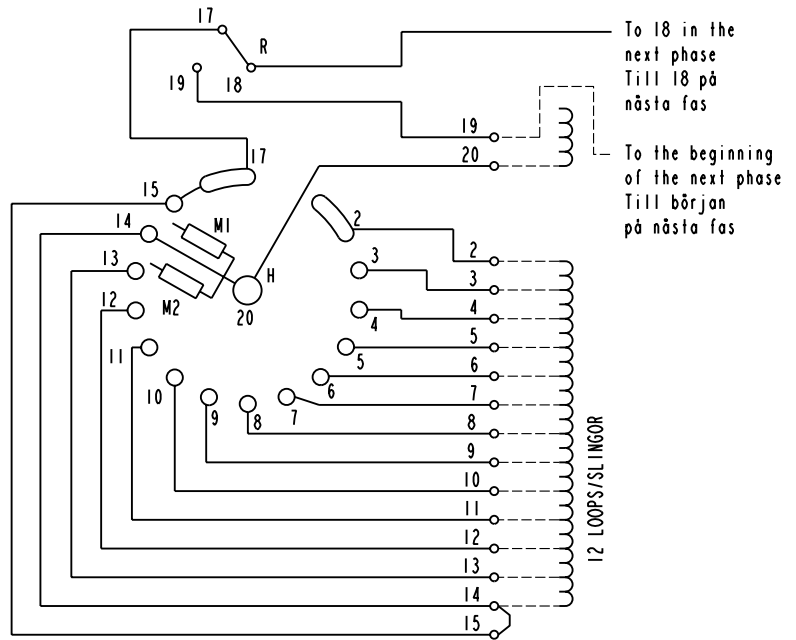 17
R
To 18 in the
next phase
Till 18 på
nästa fas
19
18
19
20
To the beginning
of the next phase
Till början
på nästa fas
17
15
14
M1
2
2
13
3
3
H
12
M2
20
4
4
11
5
5
10
6
6
9
8
7
7
8
9
10
11
12
13
14
15
12 LOOPS/SLINGOR